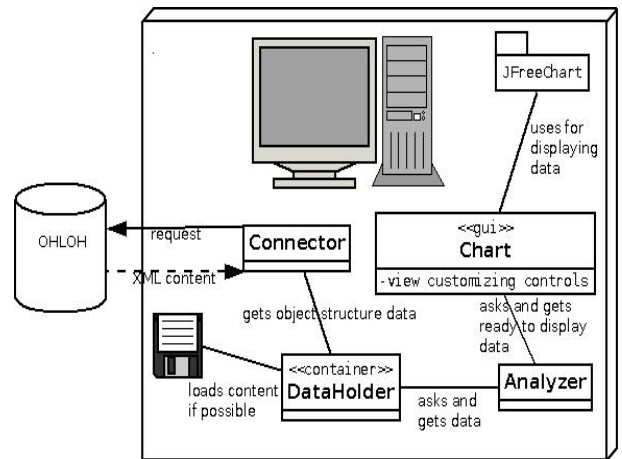 JFreeChart
uses for
displaying
data
OHLOH
request
XML content
Connector
<<gui>>
Chart
-view customizing controls
gets object structure data
asks and gets
ready to display
data
loads content
if possible
<<container>>
DataHolder
asks and
gets data
Analyzer